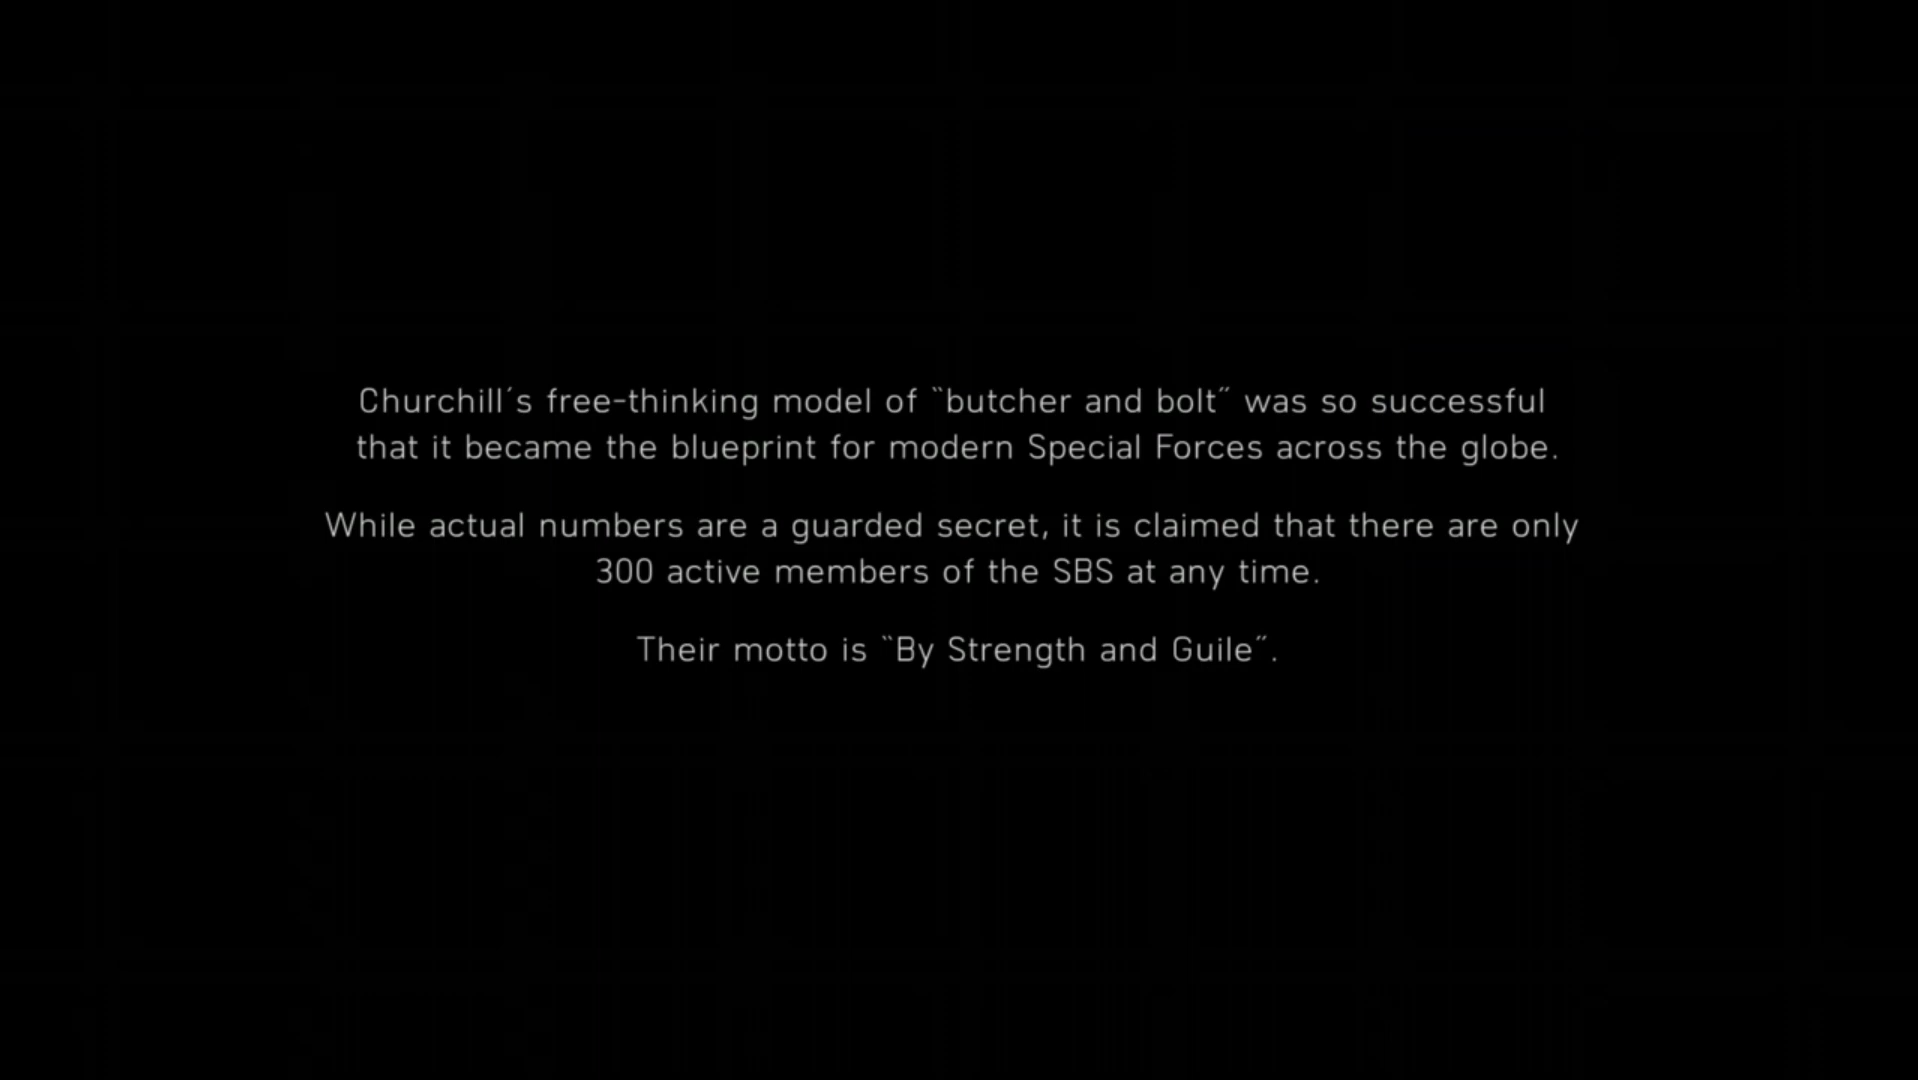 Churchill´s free-thinking model of “butcher and bolt” was so successful
that it became the blueprint for modern Special Forces across the globe.
While actual numbers are a guarded secret, it is claimed that there are only
300 active members of the SBS at any time.
Their motto is “By Strength and Guile”.